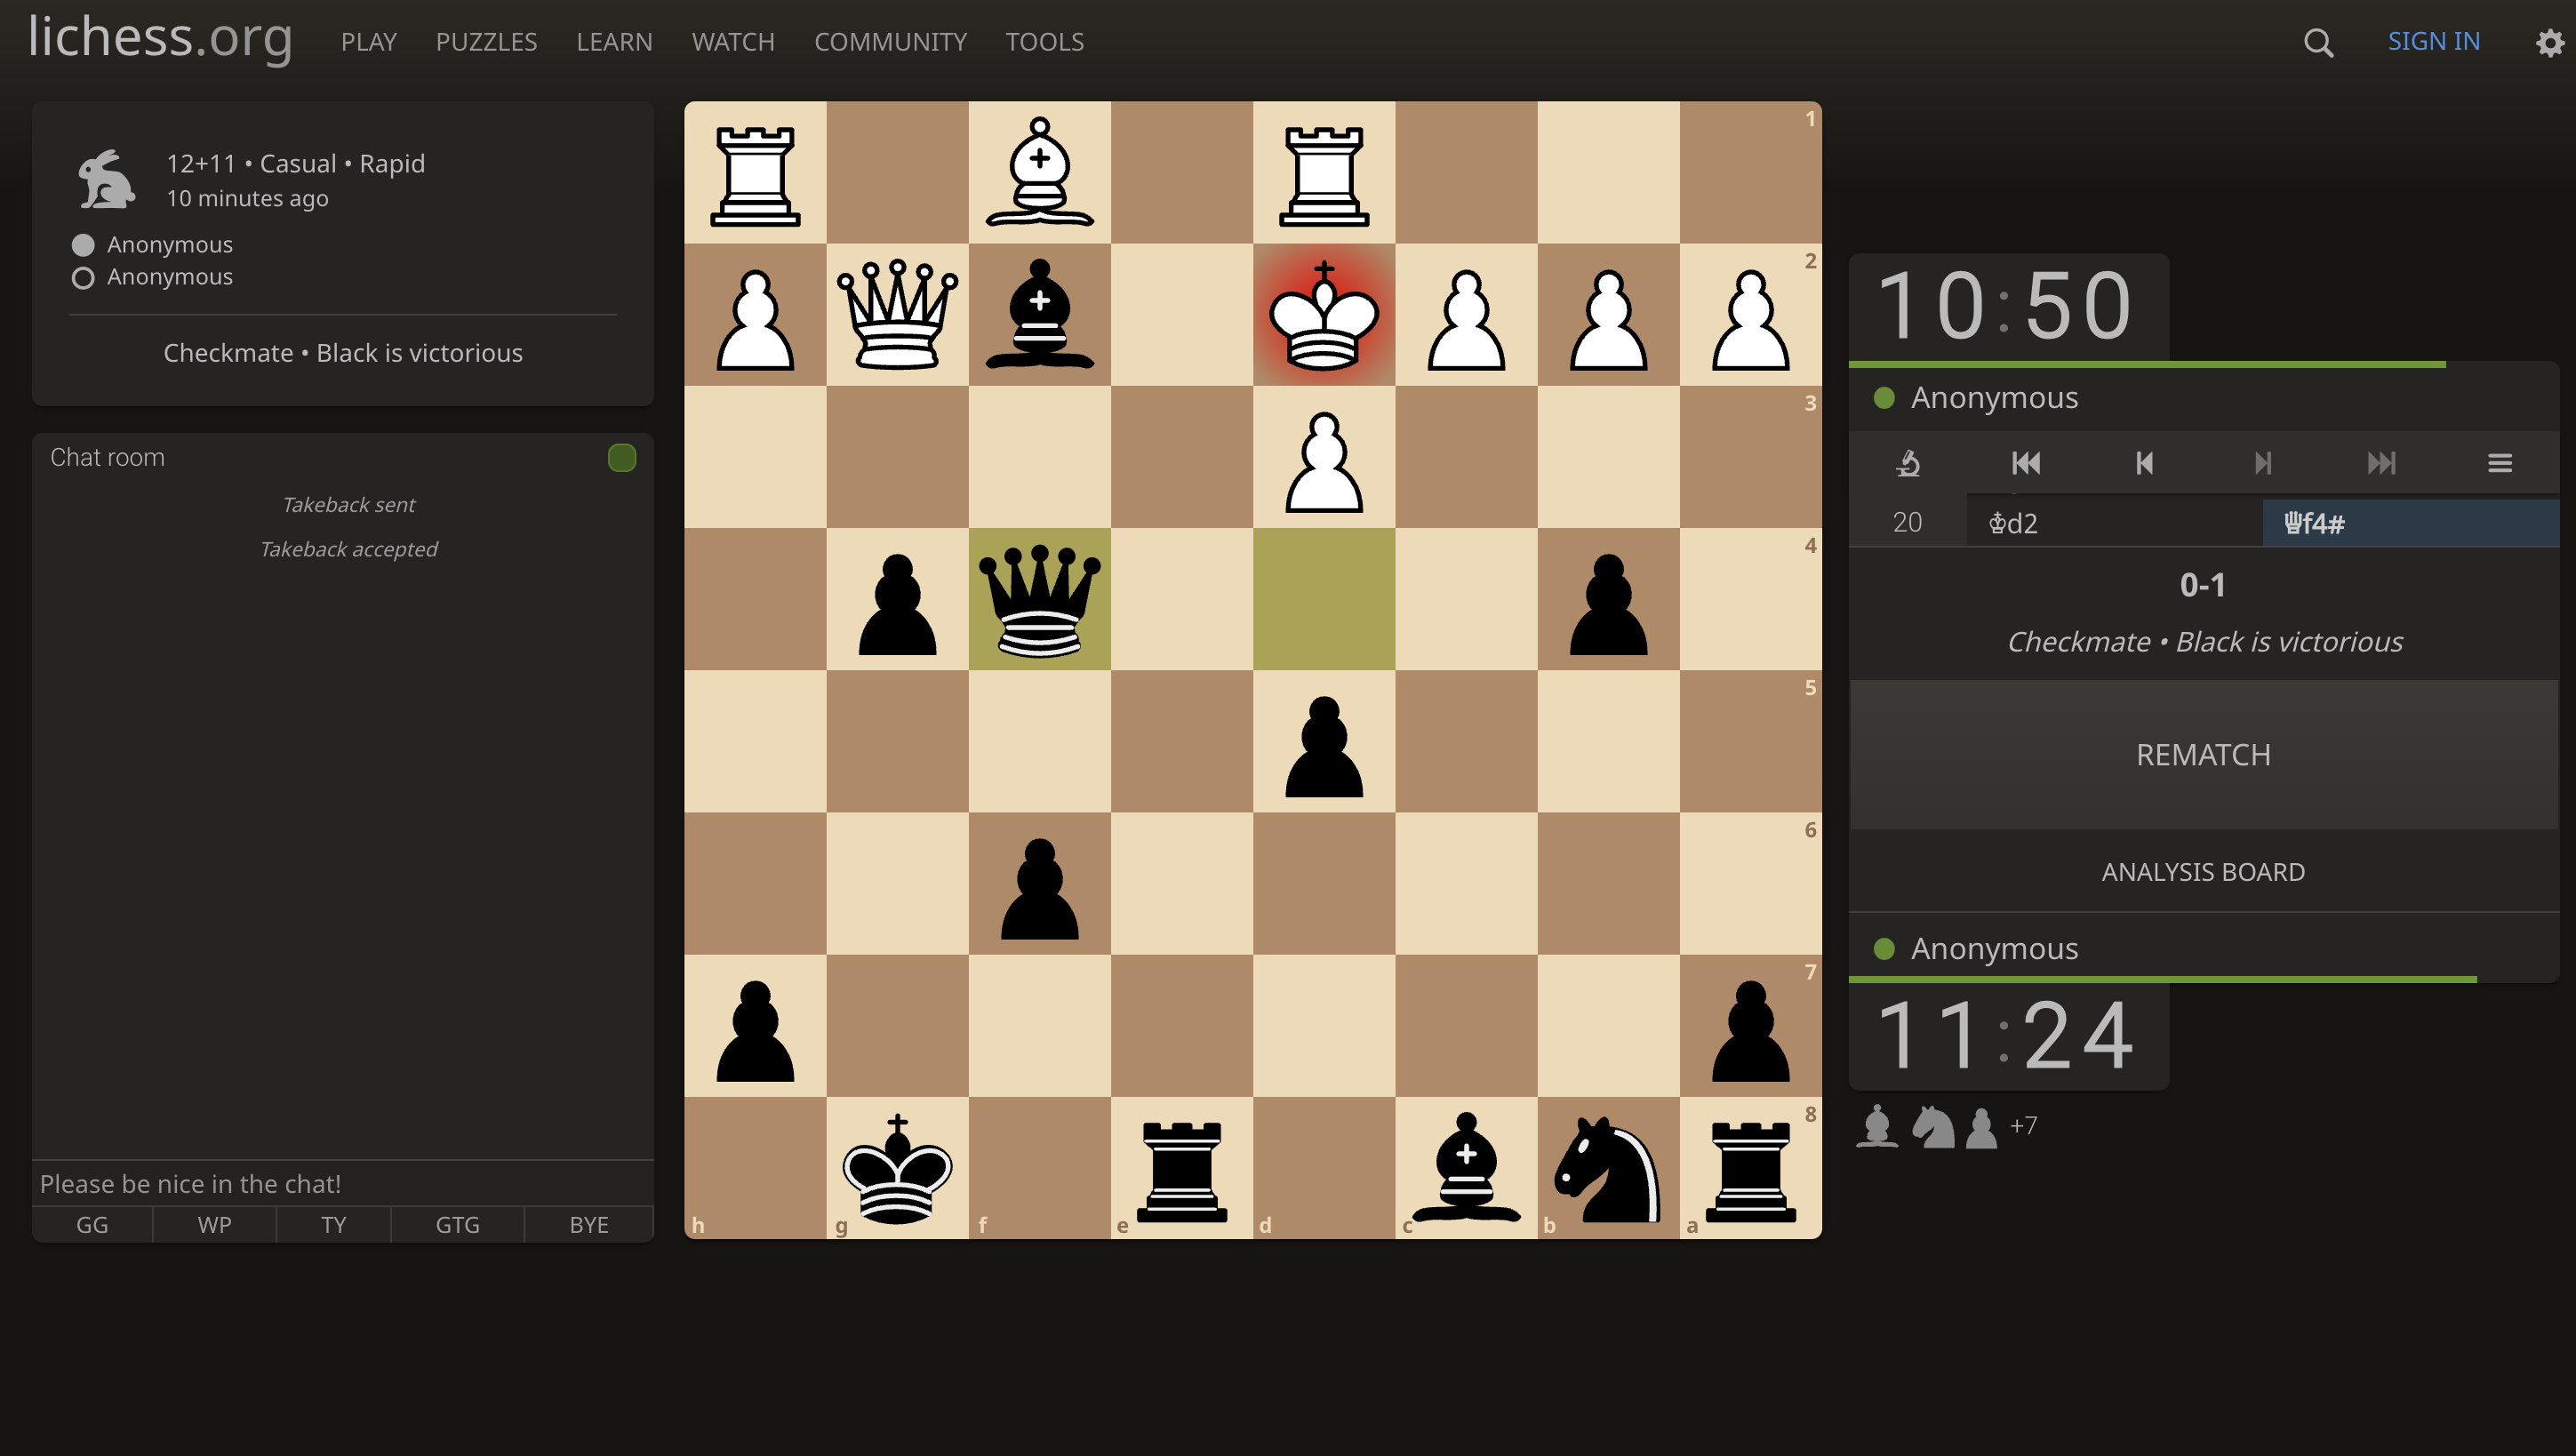 lichess.org PLAY PUZZLES LEARN WATCH COMMUNITY TOOLS SIGN IN
12+11 • Casual • Rapid
10 minutes ago
Anonymous
Anonymous
Checkmate • Black is victorious
Chat room
Takeback sent
Takeback accepted
Please be nice in the chat!
GG WP TY GTG BYE
1
2
3
4
5
6
7
8
h g f e d c b a
10:50
Anonymous
20 ♔d2 ♛f4#
0-1
Checkmate • Black is victorious
REMATCH
ANALYSIS BOARD
Anonymous
11:24
+7